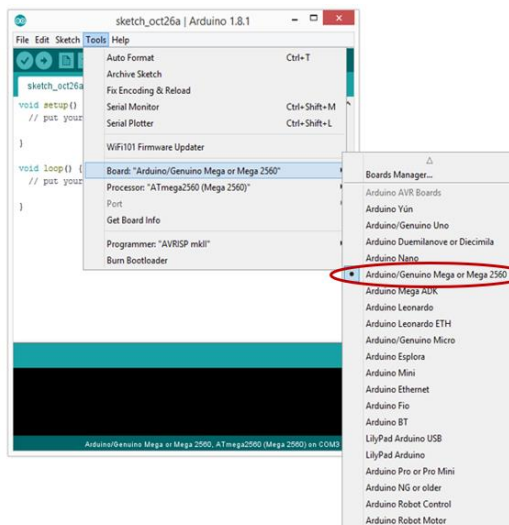 sketch_oct26a | Arduino 1.8.1
File Edit Sketch Tools Help
sketch_oct26a
void setup()
// put your
}
void loop() {
// put your
}
Auto Format Ctrl+T
Archive Sketch
Fix Encoding & Reload
Serial Monitor Ctrl+Shift+M
Serial Plotter Ctrl+Shift+L
WiFi101 Firmware Updater
Board: "Arduino/Genuino Mega or Mega 2560"
Processor: "ATmega2560 (Mega 2560)"
Port
Get Board Info
Programmer: "AVRISP mkII"
Burn Bootloader
Boards Manager...
Arduino AVR Boards
Arduino Yún
Arduino/Genuino Uno
Arduino Duemilanove or Diecimila
Arduino Nano
Arduino/Genuino Mega or Mega 2560
Arduino Mega ADK
Arduino Leonardo
Arduino Leonardo ETH
Arduino/Genuino Micro
Arduino Esplora
Arduino Mini
Arduino Ethernet
Arduino Fio
Arduino BT
LilyPad Arduino USB
LilyPad Arduino
Arduino Pro or Pro Mini
Arduino NG or older
Arduino Robot Control
Arduino Robot Motor
Arduino/Genuino Mega or Mega 2560, ATmega2560 (Mega 2560) on COM3